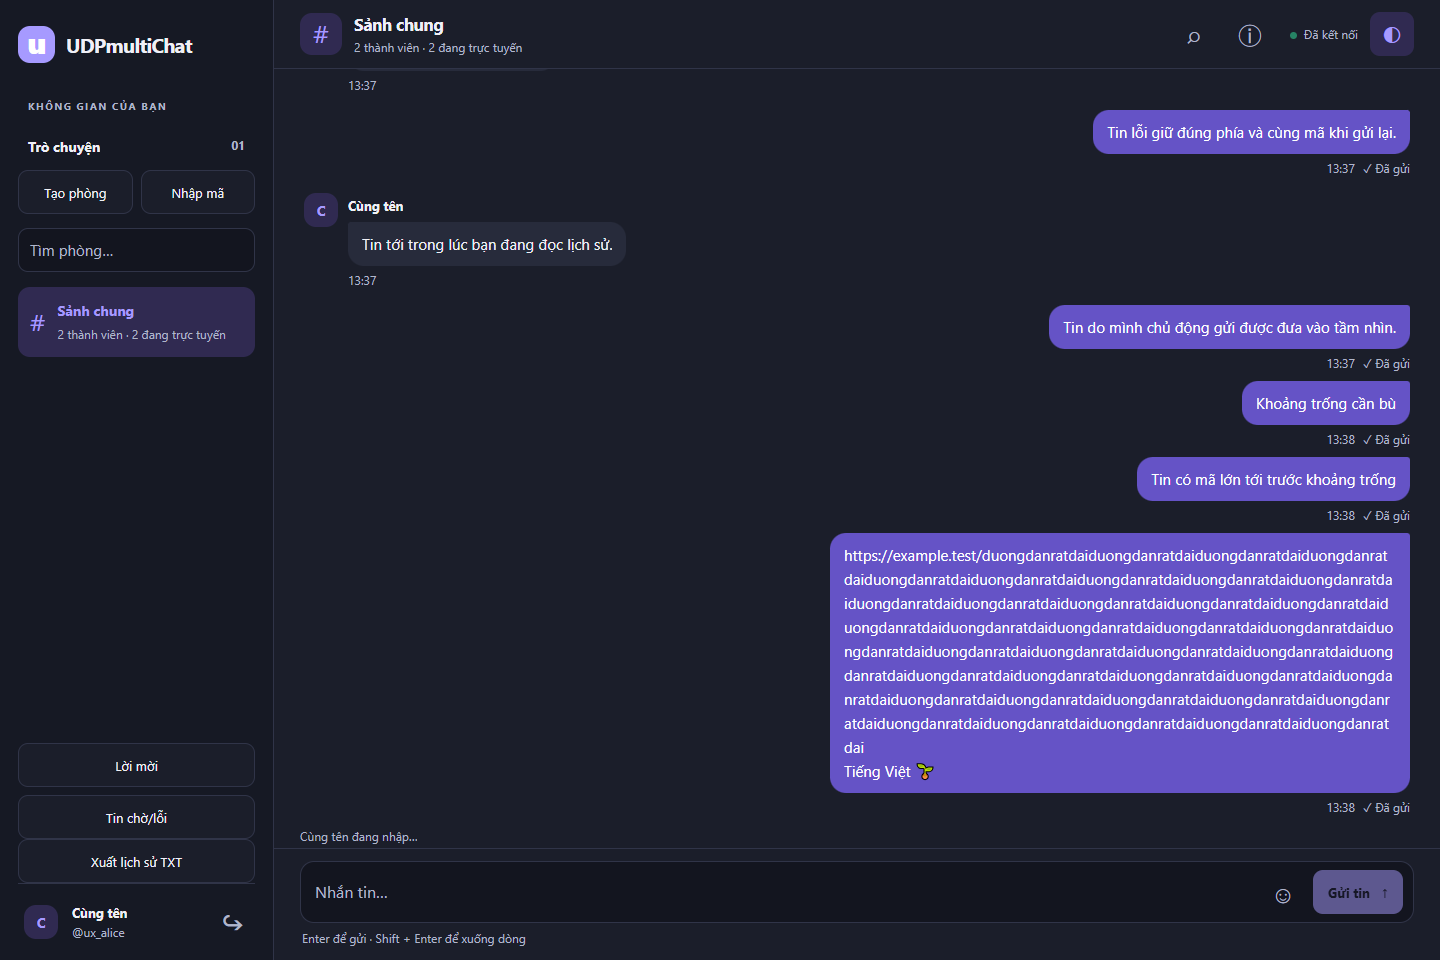 u UDPmultiChat
KHÔNG GIAN CỦA BẠN
Trò chuyện 01
Tạo phòng Nhập mã
Tìm phòng...
# Sảnh chung
2 thành viên · 2 đang trực tuyến
Lời mời
Tin chờ/lỗi
Xuất lịch sử TXT
C Cùng tên
@ux_alice
# Sảnh chung
2 thành viên · 2 đang trực tuyến
Đã kết nối
13:37
Tin lỗi giữ đúng phía và cùng mã khi gửi lại.
13:37 ✓ Đã gửi
C Cùng tên
Tin tới trong lúc bạn đang đọc lịch sử.
13:37
Tin do mình chủ động gửi được đưa vào tầm nhìn.
13:37 ✓ Đã gửi
Khoảng trống cần bù
13:38 ✓ Đã gửi
Tin có mã lớn tới trước khoảng trống
13:38 ✓ Đã gửi
https://example.test/duongdanratdaiduongdanratdaiduongdanratdaiduongdanrat
daiduongdanratdaiduongdanratdaiduongdanratdaiduongdanratdaiduongdanratda
iduongdanratdaiduongdanratdaiduongdanratdaiduongdanratdaiduongdanratdaid
uongdanratdaiduongdanratdaiduongdanratdaiduongdanratdaiduongdanratdaiduo
ngdanratdaiduongdanratdaiduongdanratdaiduongdanratdaiduongdanratdaiduong
danratdaiduongdanratdaiduongdanratdaiduongdanratdaiduongdanratdaiduongda
nratdaiduongdanratdaiduongdanratdaiduongdanratdaiduongdanratdaiduongdanr
atdaiduongdanratdaiduongdanratdaiduongdanratdaiduongdanratdaiduongdanrat
dai
Tiếng Việt 🌱
13:38 ✓ Đã gửi
Cùng tên đang nhập...
Nhắn tin...
Gửi tin ↑
Enter để gửi · Shift + Enter để xuống dòng